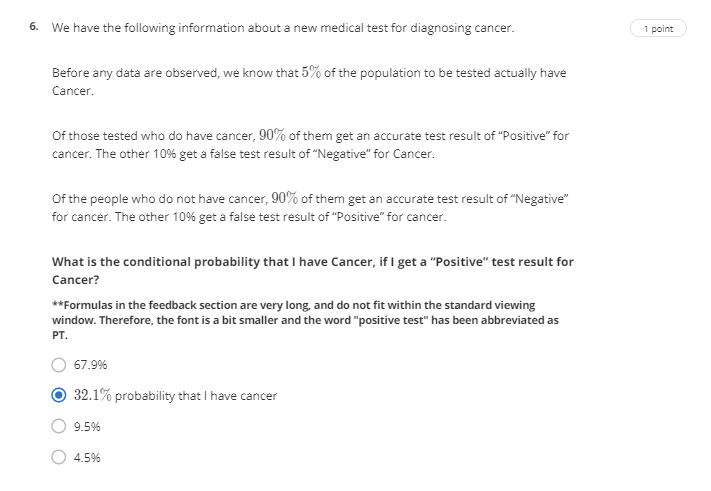 6. We have the following information about a new medical test for diagnosing cancer.
1 point
Before any data are observed, we know that 5% of the population to be tested actually have
Cancer.
Of those tested who do have cancer, 90% of them get an accurate test result of "Positive" for
cancer. The other 10% get a false test result of "Negative" for Cancer.
Of the people who do not have cancer, 90% of them get an accurate test result of "Negative"
for cancer. The other 10% get a false test result of "Positive" for cancer.
What is the conditional probability that I have Cancer, if I get a "Positive" test result for
Cancer?
**Formulas in the feedback section are very long, and do not fit within the standard viewing
window. Therefore, the font is a bit smaller and the word "positive test" has been abbreviated as
PT.
67.9%
32.1% probability that I have cancer
9.5%
4.5%